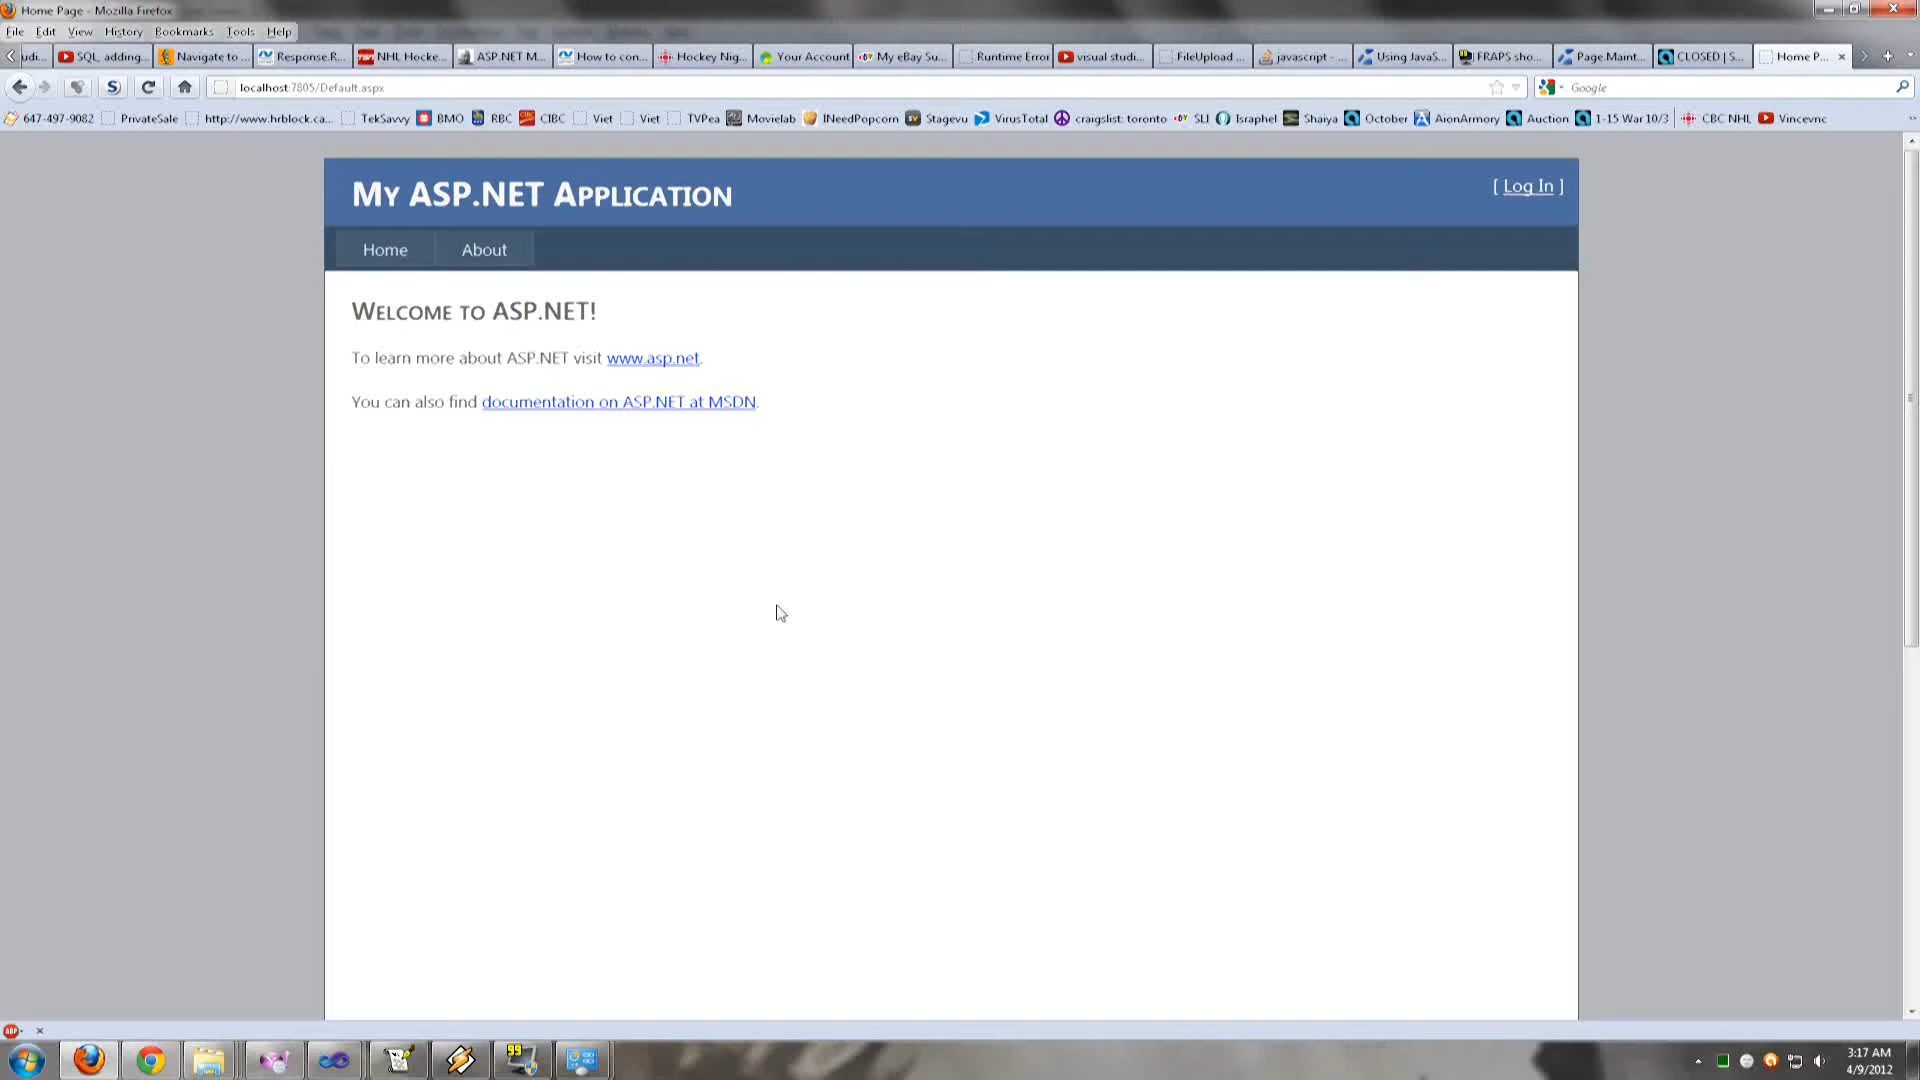 Home Page - Mozilla Firefox
File Edit View History Bookmarks Tools Help
udi... SQL, adding... Navigate to ... Response.R... NHL Hocke... ASP.NET M... How to con... Hockey Nig... Your Account My eBay Su... Runtime Error visual studi... FileUpload ... javascript - ... Using JavaS... FRAPS sho... Page.Maint... CLOSED | S... Home P...
localhost:7805/Default.aspx Google
647-497-9082 PrivateSale http://www.hrblock.ca... TekSavvy BMO RBC CIBC Viet Viet TVPea Movielab INeedPopcorn Stagevu VirusTotal craigslist: toronto SLI Israphel Shaiya October AionArmory Auction 1-15 War 10/3 CBC NHL Vincevnc
My ASP.NET Application
[ Log In ]
Home About
Welcome to ASP.NET!
To learn more about ASP.NET visit www.asp.net.
You can also find documentation on ASP.NET at MSDN.
ABP
99
3:17 AM
4/9/2012